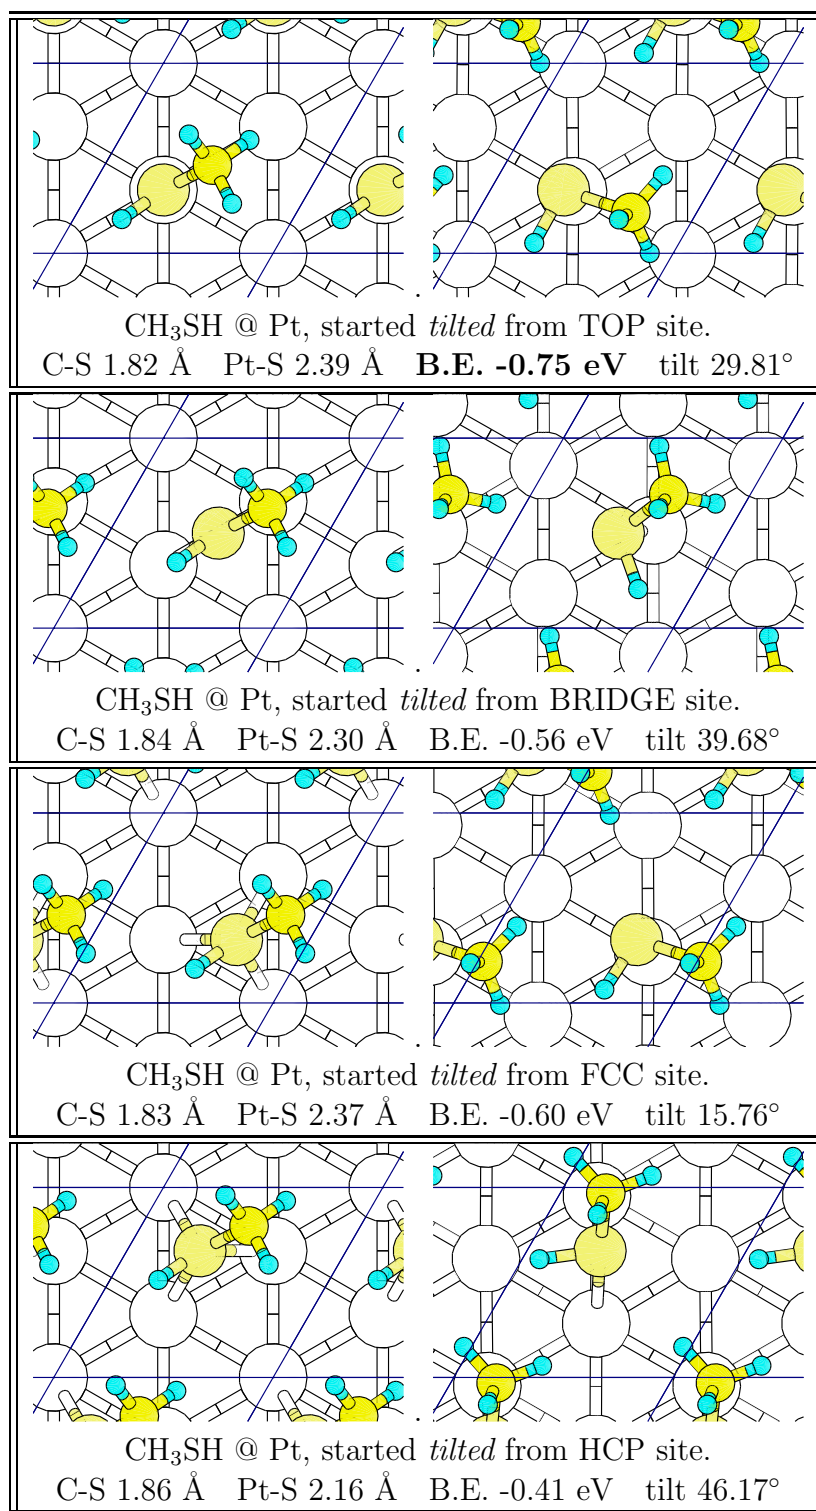 CH₃SH @ Pt, started tilted from TOP site.
C-S 1.82 Å Pt-S 2.39 Å B.E. -0.75 eV tilt 29.81°
CH₃SH @ Pt, started tilted from BRIDGE site.
C-S 1.84 Å Pt-S 2.30 Å B.E. -0.56 eV tilt 39.68°
CH₃SH @ Pt, started tilted from FCC site.
C-S 1.83 Å Pt-S 2.37 Å B.E. -0.60 eV tilt 15.76°
CH₃SH @ Pt, started tilted from HCP site.
C-S 1.86 Å Pt-S 2.16 Å B.E. -0.41 eV tilt 46.17°